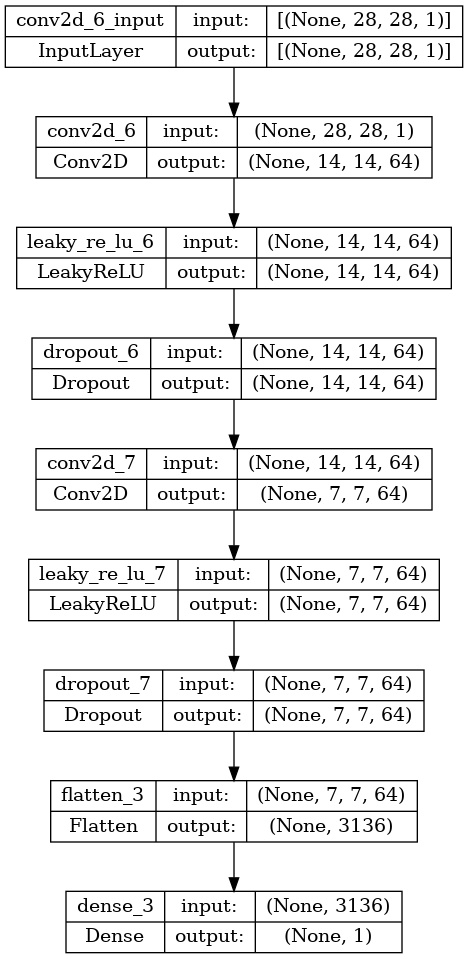 conv2d_6_input input: [(None, 28, 28, 1)]
InputLayer output: [(None, 28, 28, 1)]
conv2d_6 input: (None, 28, 28, 1)
Conv2D output: (None, 14, 14, 64)
leaky_re_lu_6 input: (None, 14, 14, 64)
LeakyReLU output: (None, 14, 14, 64)
dropout_6 input: (None, 14, 14, 64)
Dropout output: (None, 14, 14, 64)
conv2d_7 input: (None, 14, 14, 64)
Conv2D output: (None, 7, 7, 64)
leaky_re_lu_7 input: (None, 7, 7, 64)
LeakyReLU output: (None, 7, 7, 64)
dropout_7 input: (None, 7, 7, 64)
Dropout output: (None, 7, 7, 64)
flatten_3 input: (None, 7, 7, 64)
Flatten output: (None, 3136)
dense_3 input: (None, 3136)
Dense output: (None, 1)